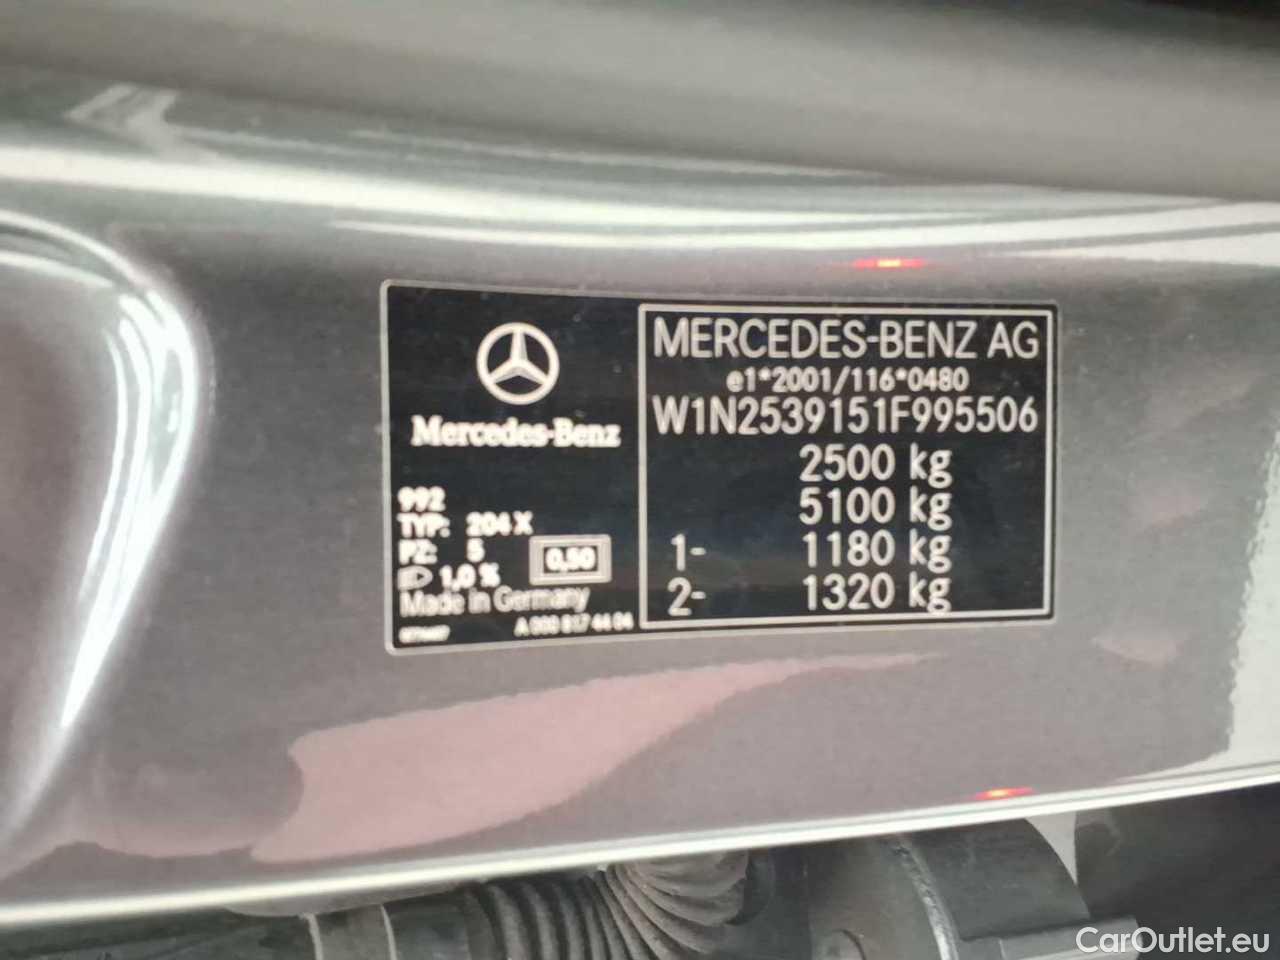 Mercedes-Benz
992
TYP: 204 X
PZ: 5
0,50
1,0 %
Made in Germany
A 000 817 44 04
MERCEDES-BENZ AG
e1*2001/116*0480
W1N2539151F995506
2500 kg
5100 kg
1- 1180 kg
2- 1320 kg
CarOutlet.eu